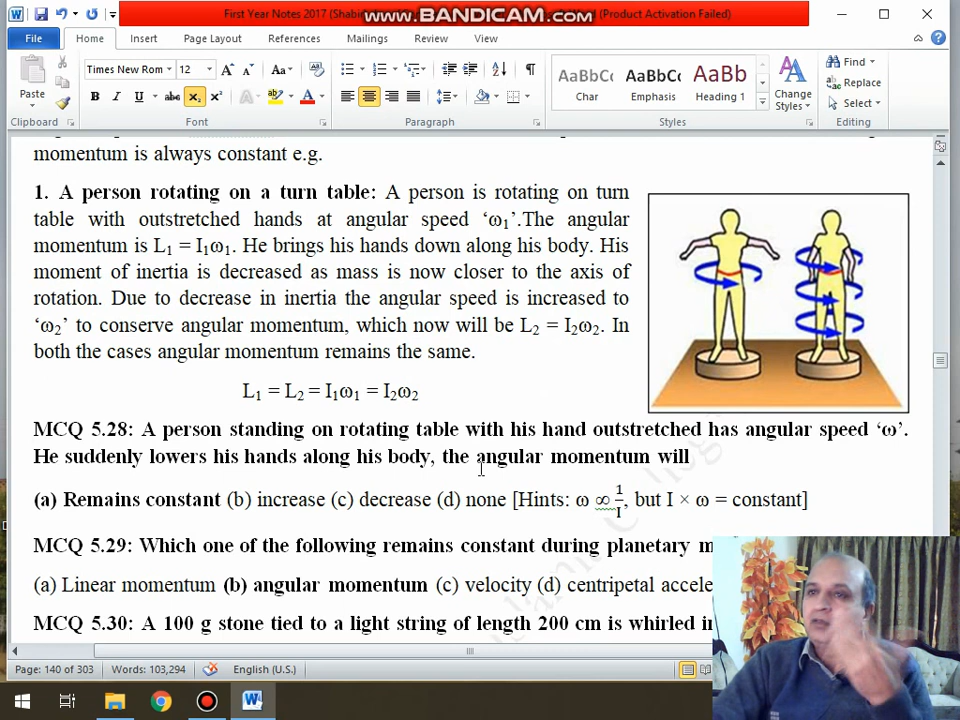 First Year Notes 2017 (Shabi
www.BANDICAM.com
(Product Activation Failed)
File
Home
Insert
Page Layout
References
Mailings
Review
View
Paste
Clipboard
Times New Rom
12
Aa
B I U abc x₂ x²
Font
Paragraph
AaBbCc
AaBbCc
AaBb
Char
Emphasis
Heading 1
Change Styles
Styles
Find
Replace
Select
Editing
momentum is always constant e.g.
1. A person rotating on a turn table: A person is rotating on turn
table with outstretched hands at angular speed ‘ω₁’.The angular
momentum is L₁ = I₁ω₁. He brings his hands down along his body. His
moment of inertia is decreased as mass is now closer to the axis of
rotation. Due to decrease in inertia the angular speed is increased to
‘ω₂’ to conserve angular momentum, which now will be L₂ = I₂ω₂. In
both the cases angular momentum remains the same.
L₁ = L₂ = I₁ω₁ = I₂ω₂
MCQ 5.28: A person standing on rotating table with his hand outstretched has angular speed ‘ω’.
He suddenly lowers his hands along his body, the angular momentum will
(a) Remains constant (b) increase (c) decrease (d) none [Hints: ω ∞ 1/I, but I × ω = constant]
MCQ 5.29: Which one of the following remains constant during planetary m
(a) Linear momentum (b) angular momentum (c) velocity (d) centripetal accele
MCQ 5.30: A 100 g stone tied to a light string of length 200 cm is whirled in
Page: 140 of 303
Words: 103,294
English (U.S.)